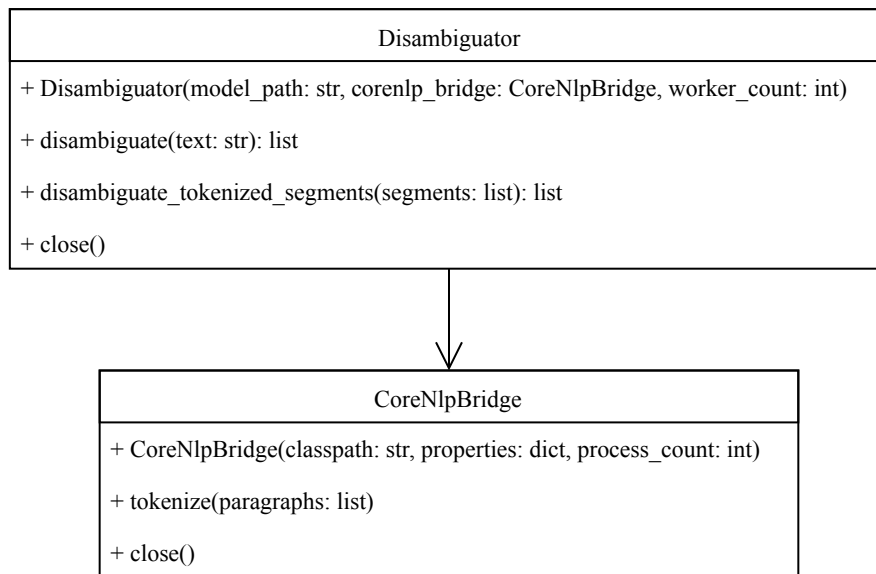 Disambiguator
+ Disambiguator(model_path: str, corenlp_bridge: CoreNlpBridge, worker_count: int)
+ disambiguate(text: str): list
+ disambiguate_tokenized_segments(segments: list): list
+ close()
CoreNlpBridge
+ CoreNlpBridge(classpath: str, properties: dict, process_count: int)
+ tokenize(paragraphs: list)
+ close()